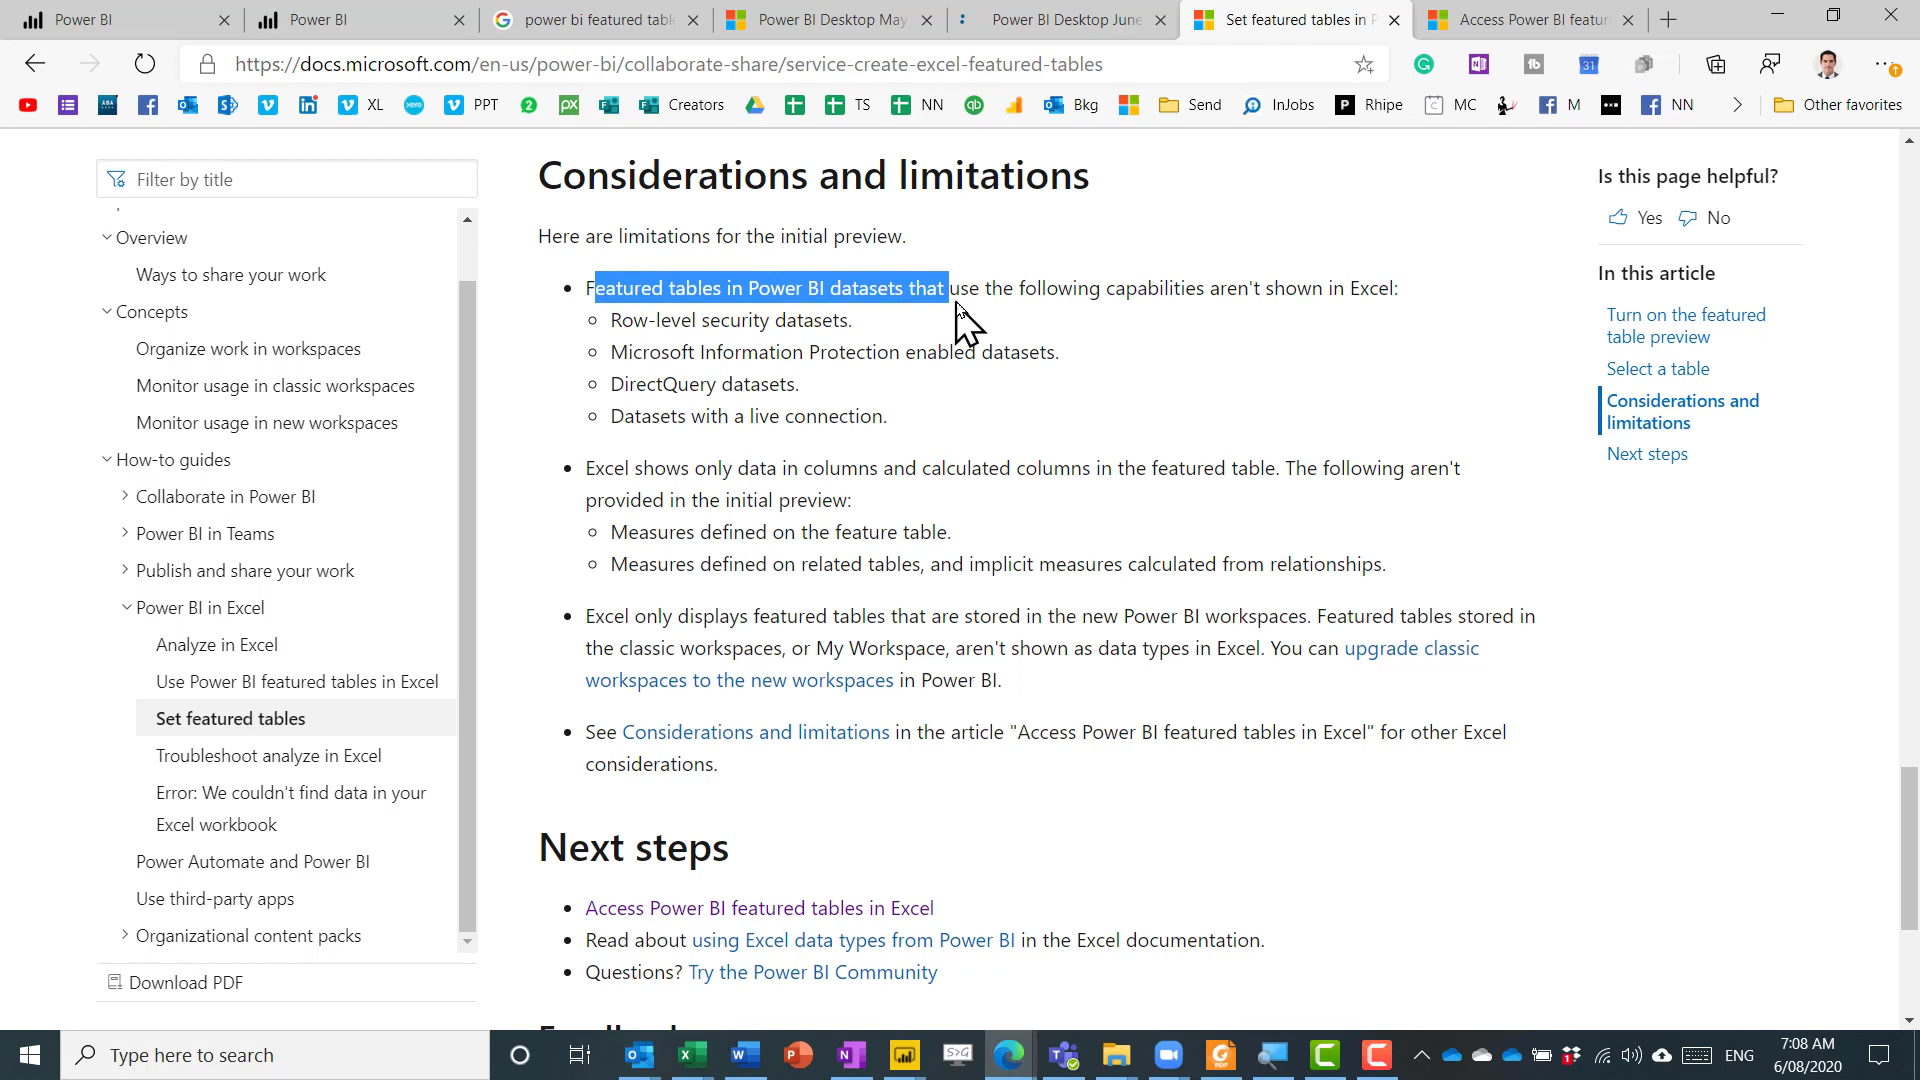 Power BI
Power BI
power bi featured tabl
Power BI Desktop May
Power BI Desktop June
Set featured tables in P
Access Power BI featur
https://docs.microsoft.com/en-us/power-bi/collaborate-share/service-create-excel-featured-tables
XL
PPT
Creators
TS
NN
Bkg
Send
InJobs
Rhipe
MC
M
NN
Other favorites
Filter by title
Overview
Ways to share your work
Concepts
Organize work in workspaces
Monitor usage in classic workspaces
Monitor usage in new workspaces
How-to guides
Collaborate in Power BI
Power BI in Teams
Publish and share your work
Power BI in Excel
Analyze in Excel
Use Power BI featured tables in Excel
Set featured tables
Troubleshoot analyze in Excel
Error: We couldn't find data in your
Excel workbook
Power Automate and Power BI
Use third-party apps
Organizational content packs
Download PDF
Considerations and limitations
Here are limitations for the initial preview.
Featured tables in Power BI datasets that use the following capabilities aren't shown in Excel:
Row-level security datasets.
Microsoft Information Protection enabled datasets.
DirectQuery datasets.
Datasets with a live connection.
Excel shows only data in columns and calculated columns in the featured table. The following aren't
provided in the initial preview:
Measures defined on the feature table.
Measures defined on related tables, and implicit measures calculated from relationships.
Excel only displays featured tables that are stored in the new Power BI workspaces. Featured tables stored in
the classic workspaces, or My Workspace, aren't shown as data types in Excel. You can upgrade classic
workspaces to the new workspaces in Power BI.
See Considerations and limitations in the article "Access Power BI featured tables in Excel" for other Excel
considerations.
Next steps
Access Power BI featured tables in Excel
Read about using Excel data types from Power BI in the Excel documentation.
Questions? Try the Power BI Community
Is this page helpful?
Yes No
In this article
Turn on the featured
table preview
Select a table
Considerations and
limitations
Next steps
Type here to search
ENG
7:08 AM
6/08/2020